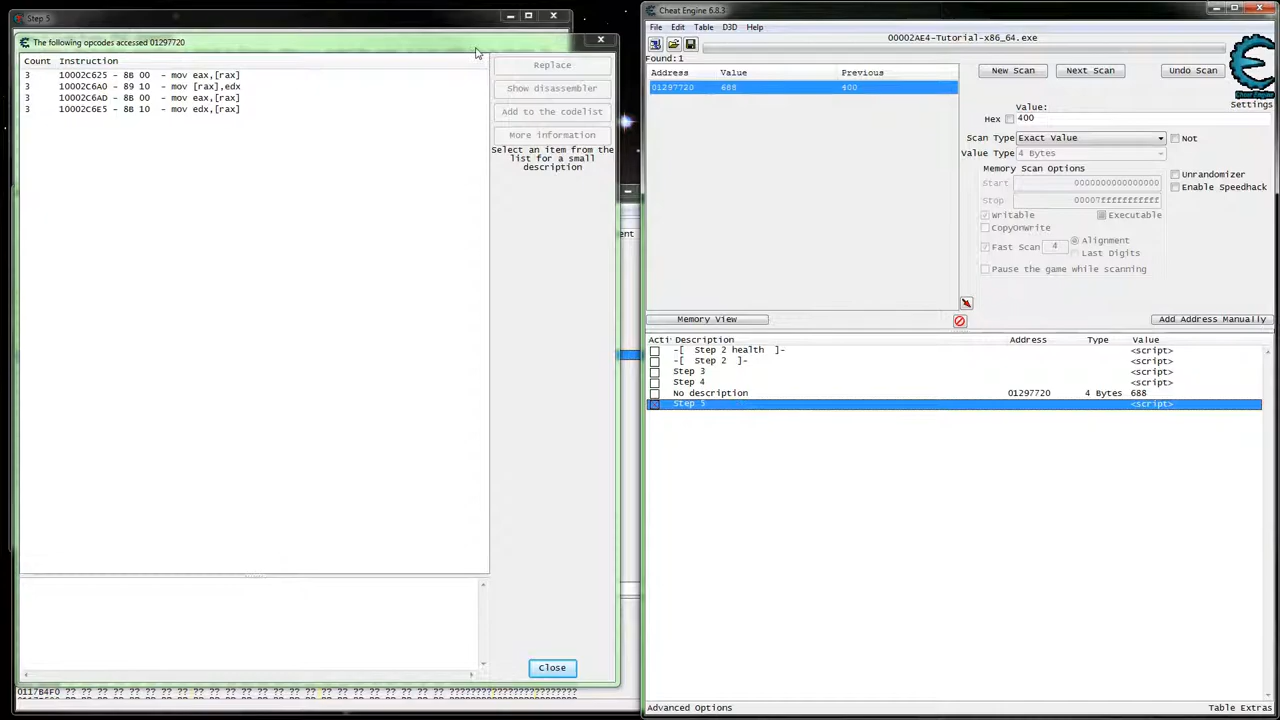 Step 5
The following opcodes accessed 01297720
Count Instruction
3 10002C625 - 8B 00 - mov eax,[rax]
3 10002C6A0 - 89 10 - mov [rax],edx
3 10002C6AD - 8B 00 - mov eax,[rax]
3 10002C6E5 - 8B 10 - mov edx,[rax]
Replace
Show disassembler
Add to the codelist
More information
Select an item from the
list for a small
description
Close
Cheat Engine 6.8.3
File Edit Table D3D Help
00002AE4-Tutorial-x86_64.exe
Found:1
Address Value Previous
01297720 688 400
New Scan Next Scan Undo Scan
Cheat Engine
Settings
Value:
Hex 400
Scan Type Exact Value Not
Value Type 4 Bytes
Memory Scan Options
Start 0000000000000000
Stop 00007fffffffffff
Writable Executable
CopyOnWrite
Fast Scan 4 Alignment
Last Digits
Pause the game while scanning
Unrandomizer
Enable Speedhack
Memory View
Add Address Manually
Acti Description Address Type Value
-[ Step 2 health ]- <script>
-[ Step 2 ]- <script>
Step 3 <script>
Step 4 <script>
No description 01297720 4 Bytes 688
Step 5 <script>
Advanced Options
Table Extras